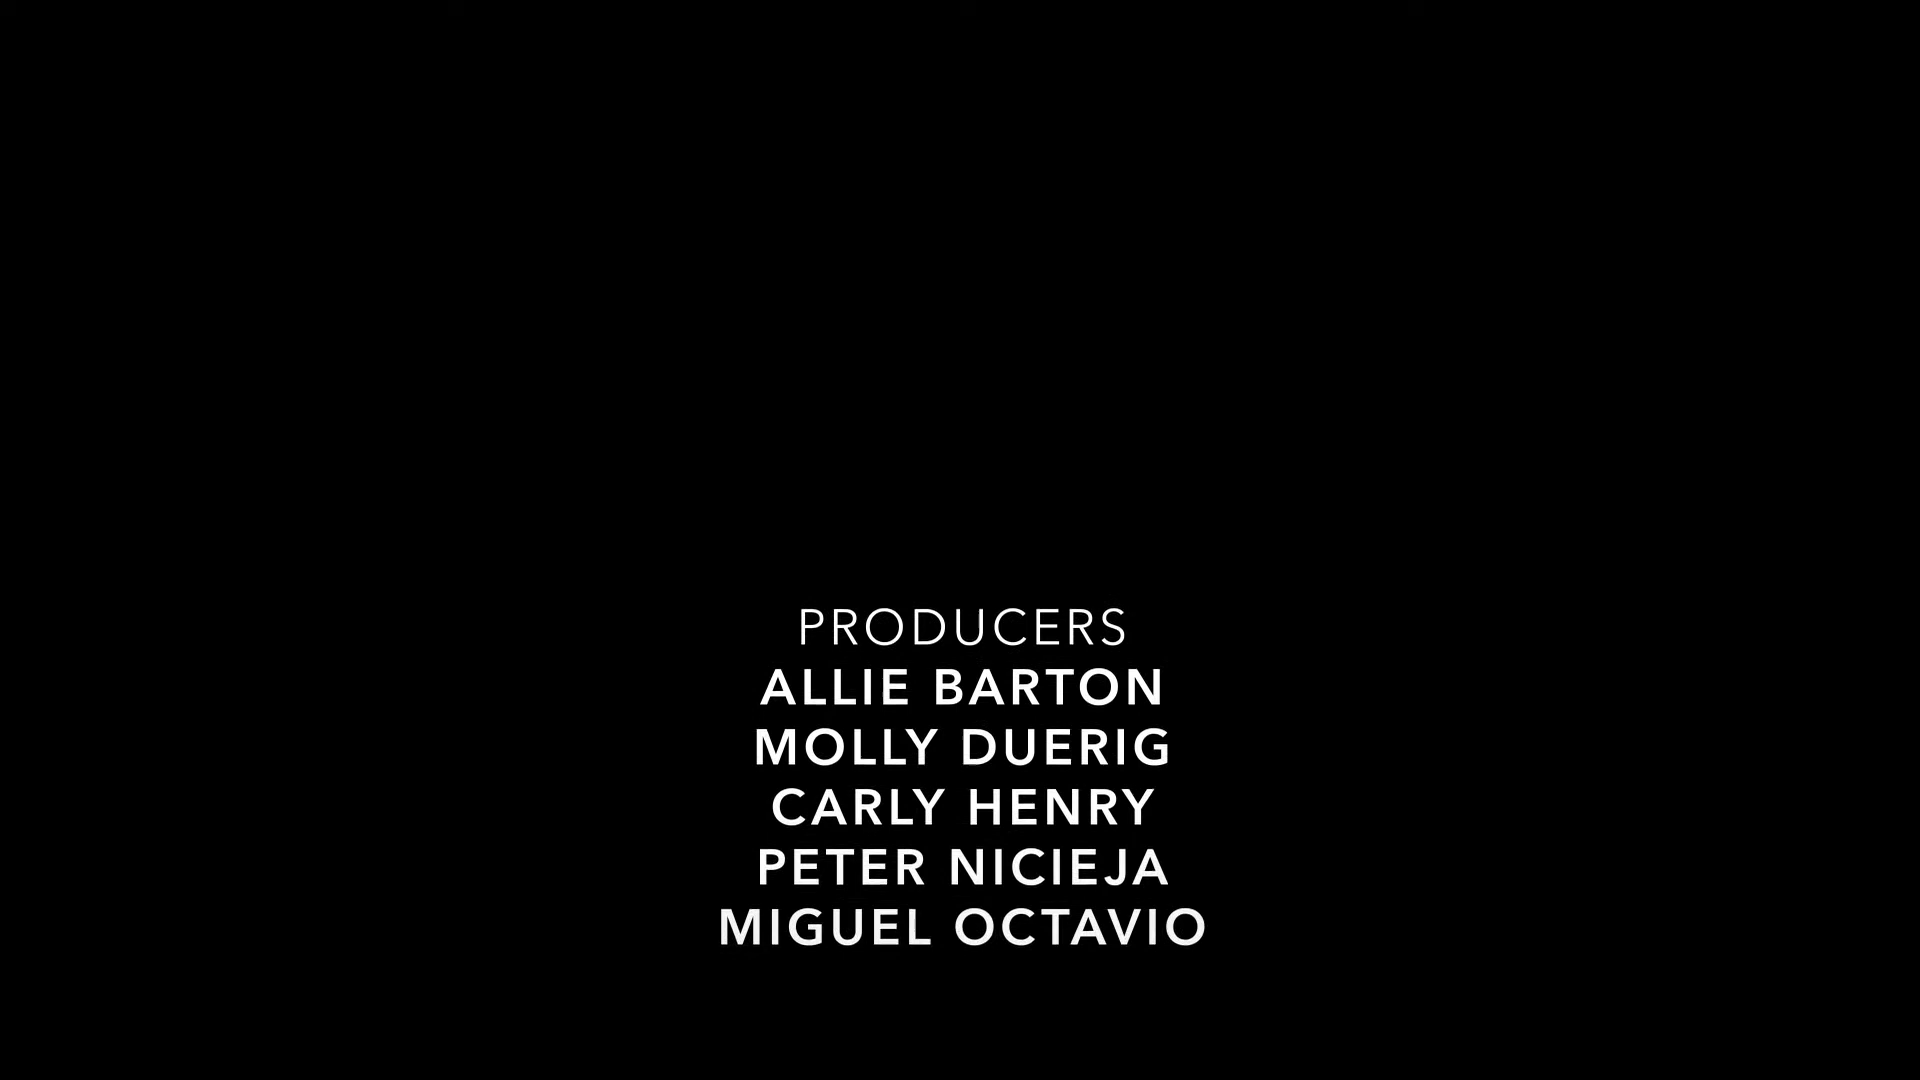 PRODUCERS
ALLIE BARTON
MOLLY DUERIG
CARLY HENRY
PETER NICIEJA
MIGUEL OCTAVIO